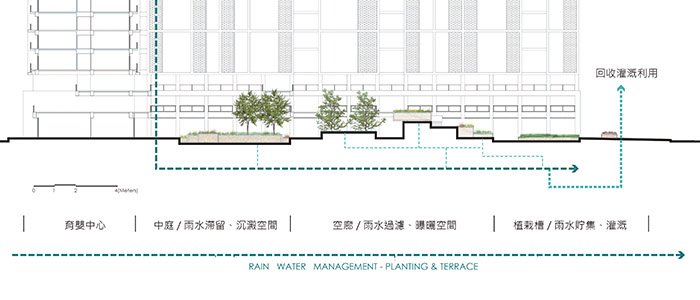 回收灌溉利用
0 1 2 4(Meters)
育嬰中心
中庭 / 雨水滯留、沉澱空間
空廊 / 雨水過濾、曝曬空間
植栽槽 / 雨水貯集、灌溉
RAIN WATER MANAGEMENT - PLANTING & TERRACE